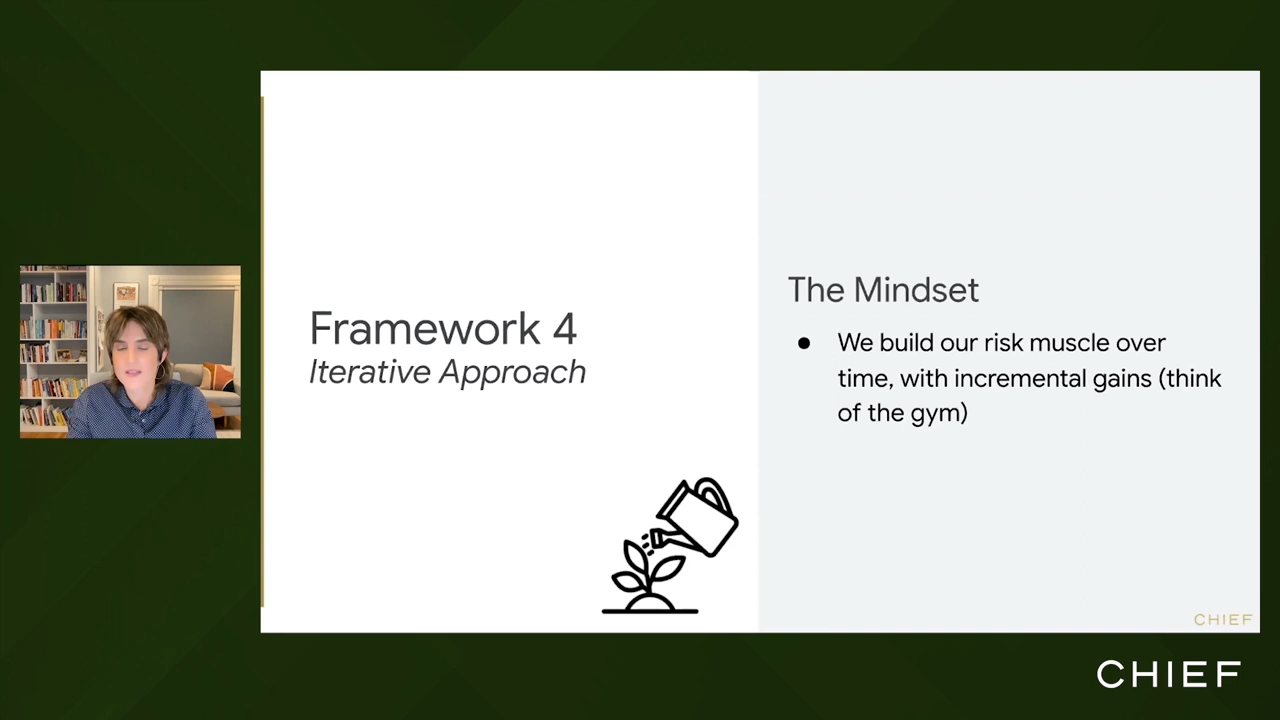 Framework 4
Iterative Approach
The Mindset
● We build our risk muscle over
time, with incremental gains (think
of the gym)
CHIEF
CHIEF